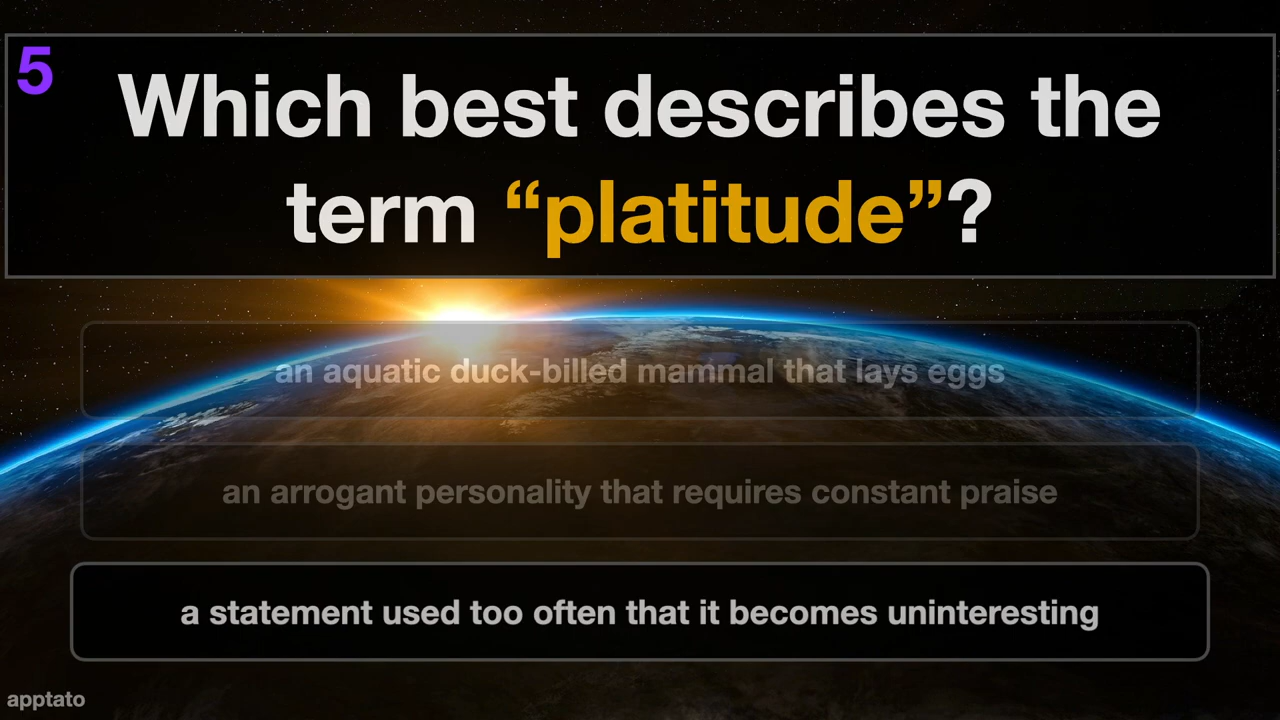 5
Which best describes the
term “platitude”?
an aquatic duck-billed mammal that lays eggs
an arrogant personality that requires constant praise
a statement used too often that it becomes uninteresting
apptato